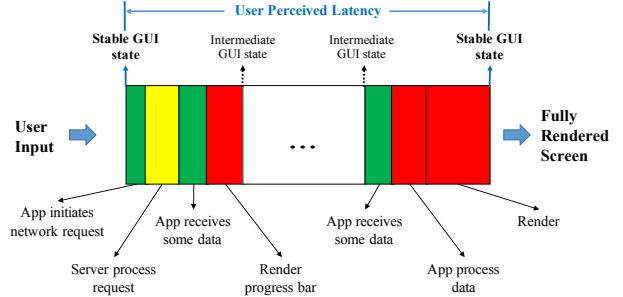 User Perceived Latency
Stable GUI
state
Intermediate
GUI state
Intermediate
GUI state
Stable GUI
state
User
Input
...
Fully
Rendered
Screen
App initiates
network request
App receives
some data
App receives
some data
Render
Server process
request
Render
progress bar
App process
data